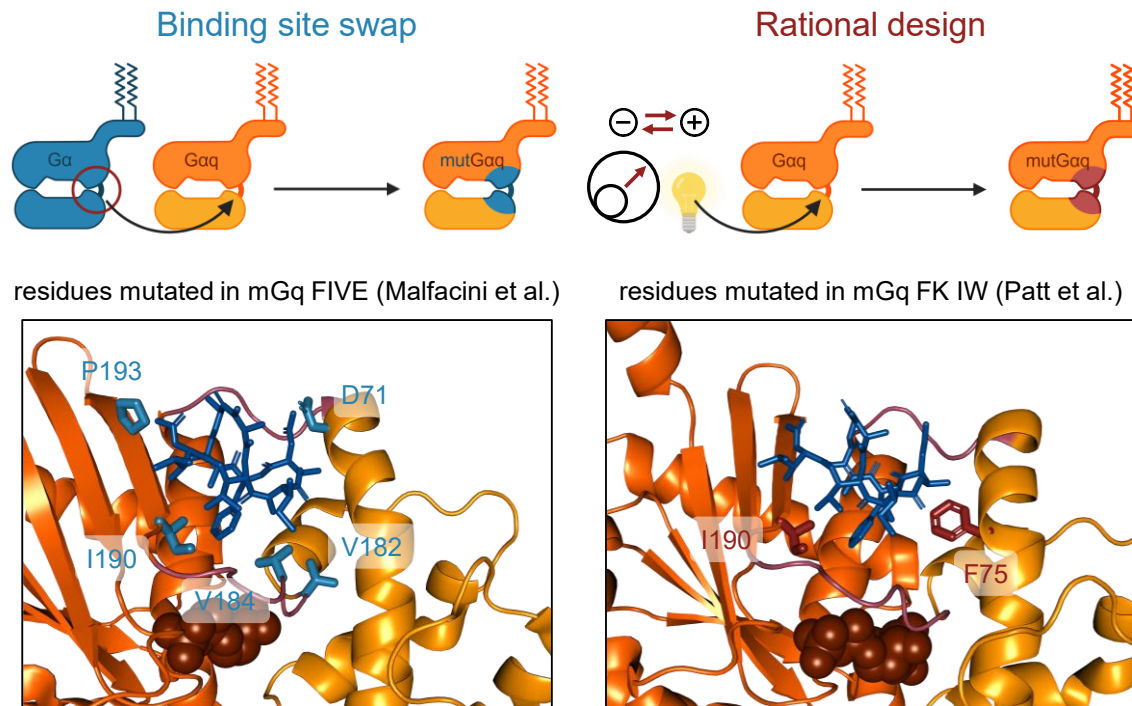 Binding site swap
Rational design
Gα
Gαq
mutGαq
− +
Gαq
mutGαq
residues mutated in mGq FIVE (Malfacini et al.)
residues mutated in mGq FK IW (Patt et al.)
P193
D71
I190
V184
V182
I190
F75